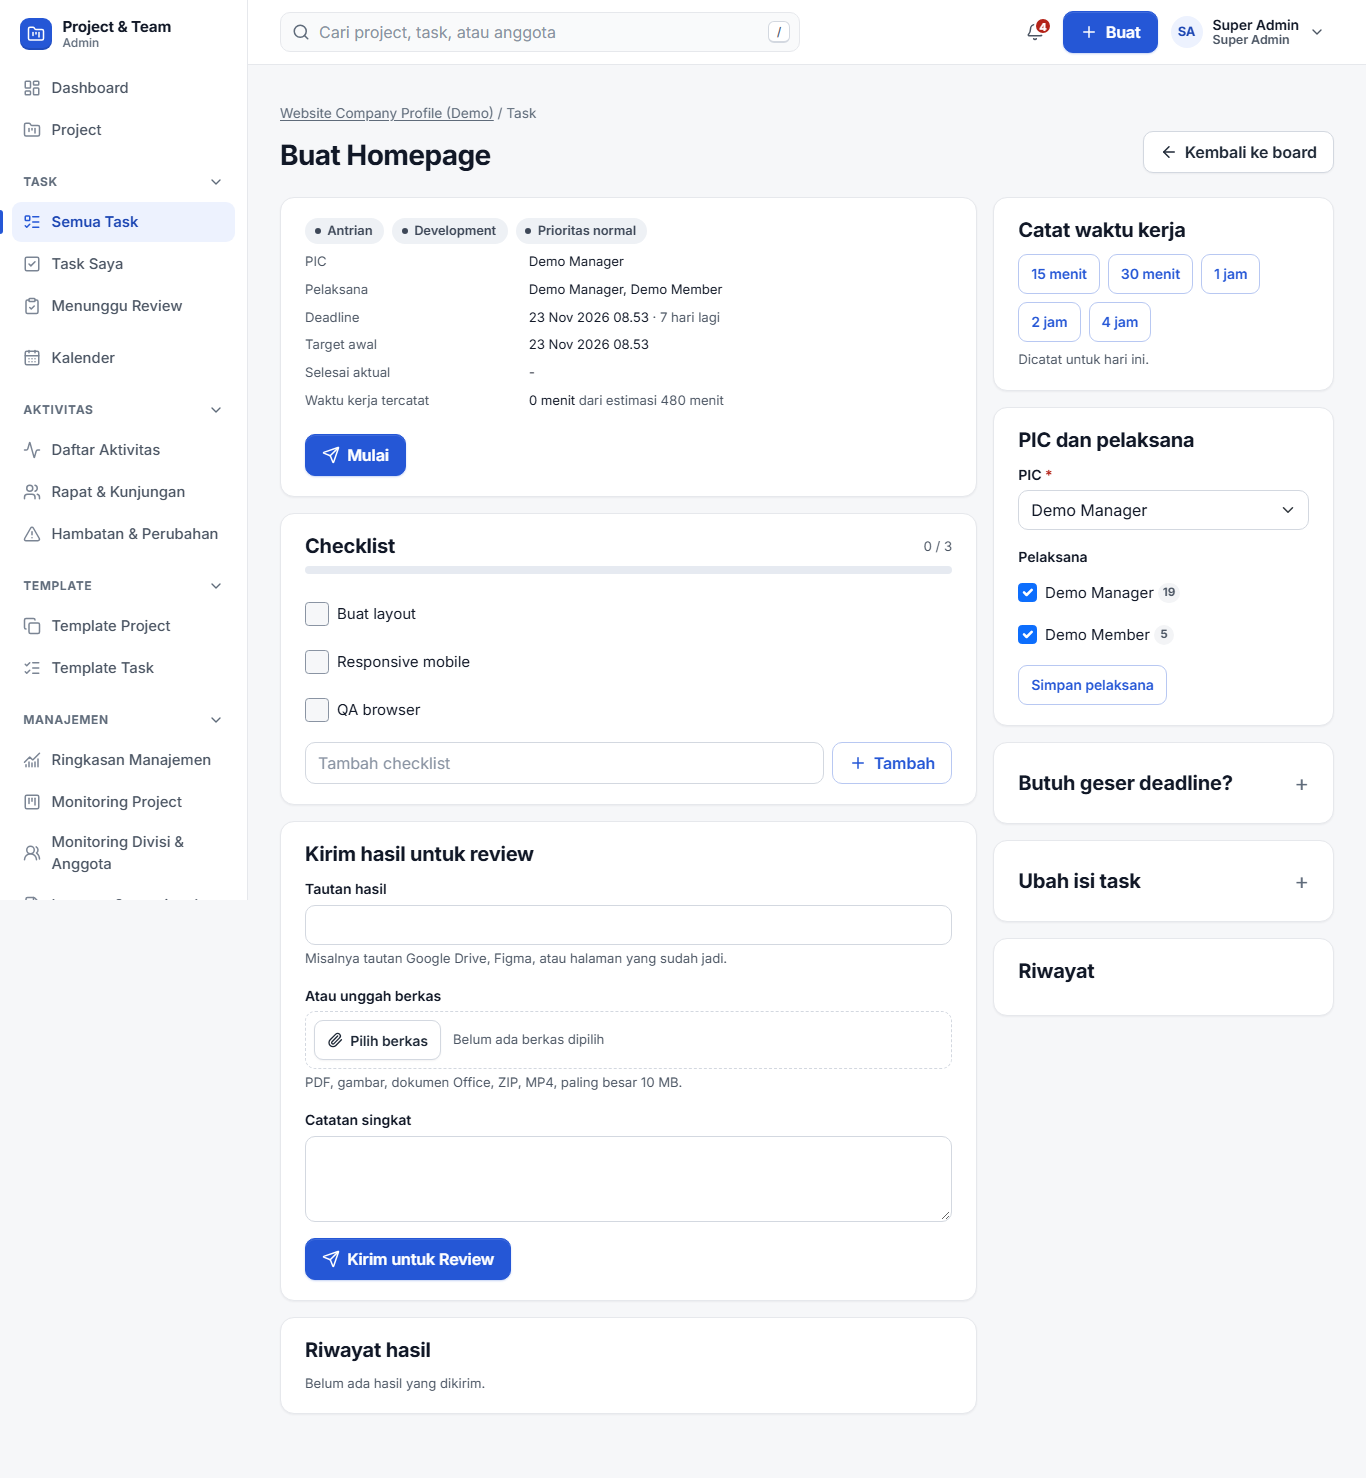 Project & Team
Admin
Dashboard
Project
TASK
Semua Task
Task Saya
Menunggu Review
Kalender
AKTIVITAS
Daftar Aktivitas
Rapat & Kunjungan
Hambatan & Perubahan
TEMPLATE
Template Project
Template Task
MANAJEMEN
Ringkasan Manajemen
Monitoring Project
Monitoring Divisi &
Anggota
Cari project, task, atau anggota
/
4
+ Buat
SA
Super Admin
Super Admin
Website Company Profile (Demo) / Task
Buat Homepage
Kembali ke board
Antrian
Development
Prioritas normal
PIC Demo Manager
Pelaksana Demo Manager, Demo Member
Deadline 23 Nov 2026 08.53 · 7 hari lagi
Target awal 23 Nov 2026 08.53
Selesai aktual -
Waktu kerja tercatat 0 menit dari estimasi 480 menit
Mulai
Checklist 0 / 3
Buat layout
Responsive mobile
QA browser
Tambah checklist
+ Tambah
Kirim hasil untuk review
Tautan hasil
Misalnya tautan Google Drive, Figma, atau halaman yang sudah jadi.
Atau unggah berkas
Pilih berkas Belum ada berkas dipilih
PDF, gambar, dokumen Office, ZIP, MP4, paling besar 10 MB.
Catatan singkat
Kirim untuk Review
Riwayat hasil
Belum ada hasil yang dikirim.
Catat waktu kerja
15 menit 30 menit 1 jam
2 jam 4 jam
Dicatat untuk hari ini.
PIC dan pelaksana
PIC *
Demo Manager
Pelaksana
Demo Manager 19
Demo Member 5
Simpan pelaksana
Butuh geser deadline? +
Ubah isi task +
Riwayat